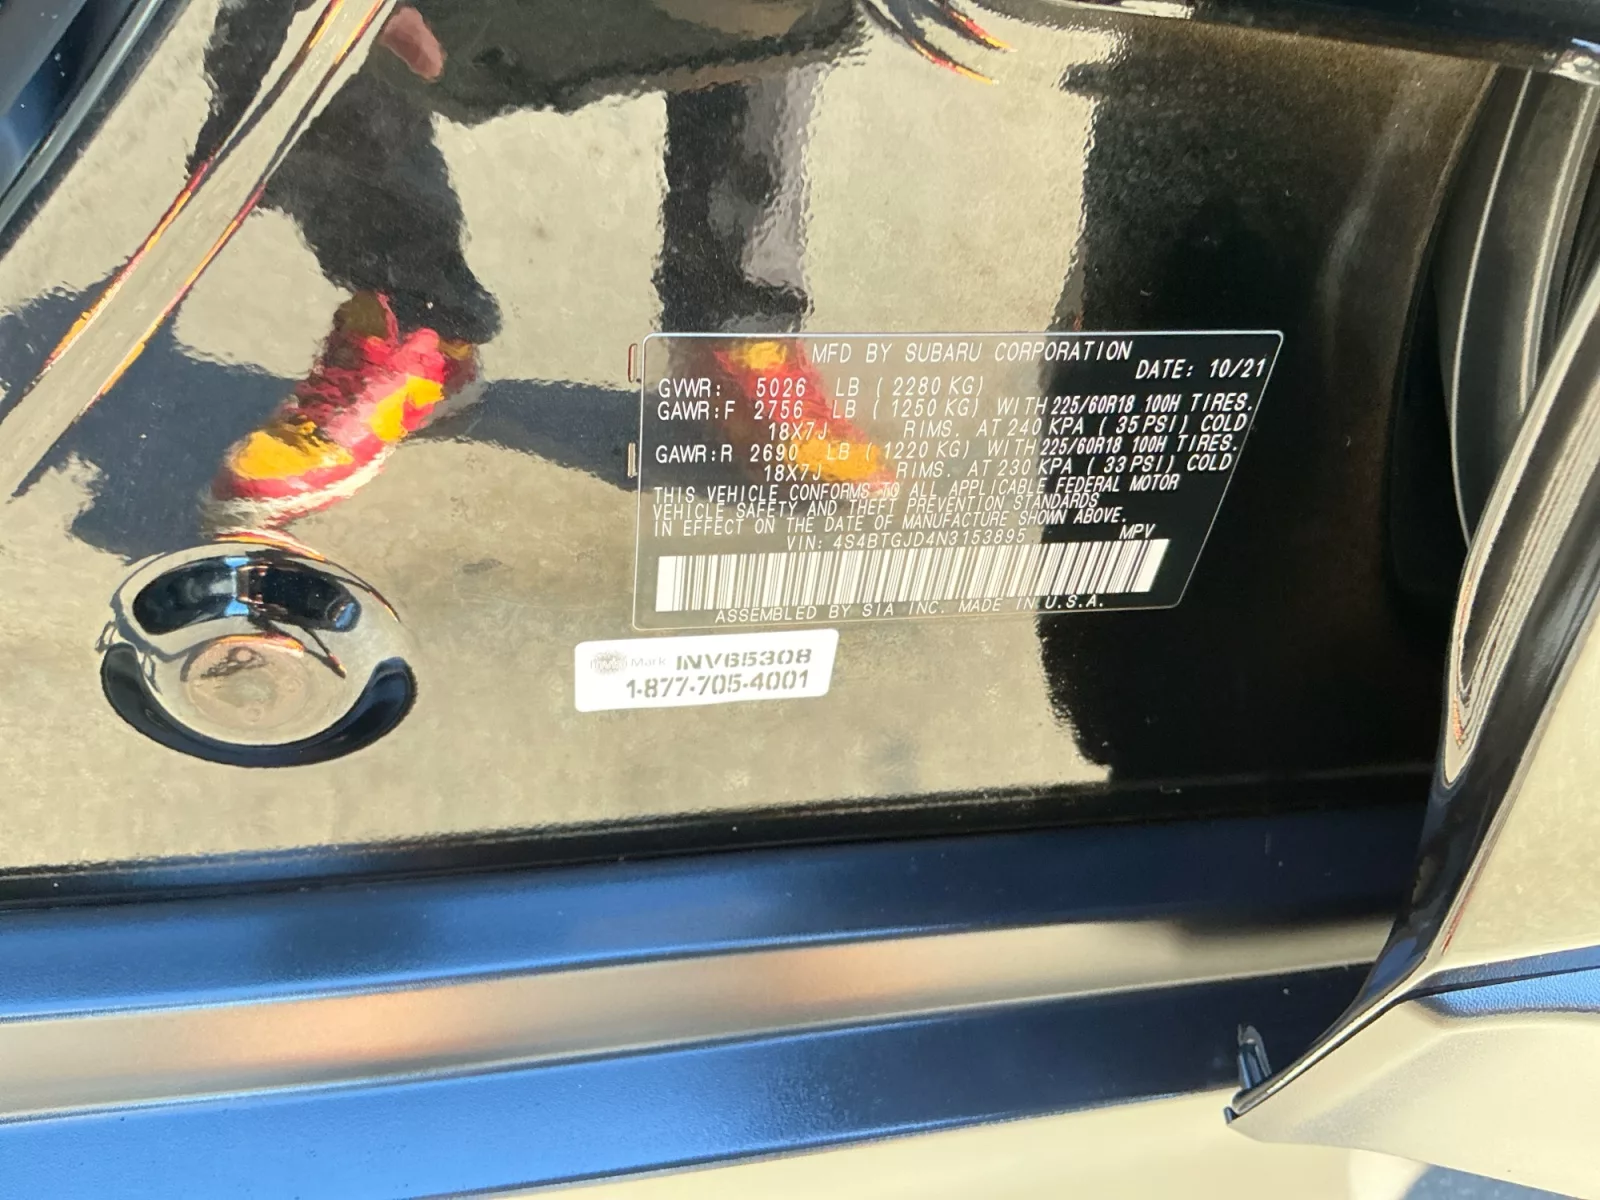 MFD BY SUBARU CORPORATION
DATE: 10/21
GVWR: 5026 LB ( 2280 KG)
GAWR:F 2756 LB ( 1250 KG) WITH 225/60R18 100H TIRES.
18X7J RIMS. AT 240 KPA ( 35 PSI) COLD
GAWR:R 2690 LB ( 1220 KG) WITH 225/60R18 100H TIRES.
18X7J RIMS. AT 230 KPA ( 33 PSI) COLD
THIS VEHICLE CONFORMS TO ALL APPLICABLE FEDERAL MOTOR
VEHICLE SAFETY AND THEFT PREVENTION STANDARDS
IN EFFECT ON THE DATE OF MANUFACTURE SHOWN ABOVE.
VIN: 4S4BTGJD4N3153895 MPV
ASSEMBLED BY SIA INC. MADE IN U.S.A.
Mark INV65308
1-877-705-4001